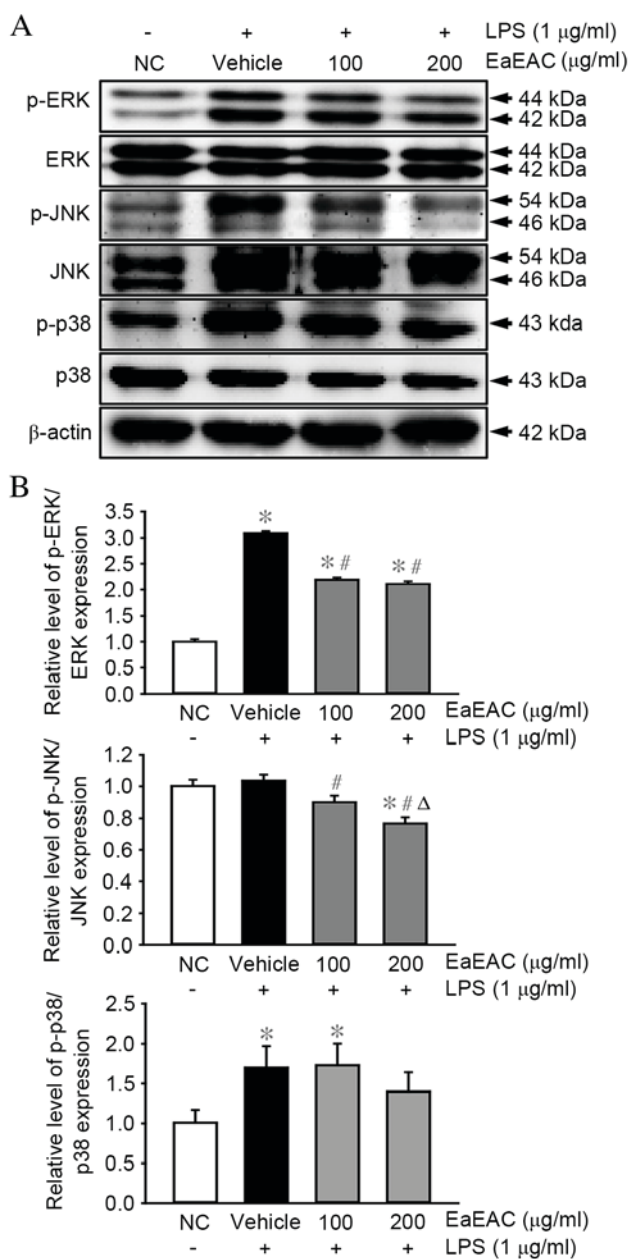 A
- + + + LPS (1 μg/ml)
NC Vehicle 100 200 EaEAC (μg/ml)
p-ERK 44 kDa
42 kDa
ERK 44 kDa
42 kDa
p-JNK 54 kDa
46 kDa
JNK 54 kDa
46 kDa
p-p38 43 kda
p38 43 kDa
β-actin 42 kDa
B
Relative level of p-ERK/
ERK expression
3.5
3.0
2.5
2.0
1.5
1.0
0.5
0.0
*
* #
* #
NC Vehicle 100 200 EaEAC (μg/ml)
- + + + LPS (1 μg/ml)
Relative level of p-JNK/
JNK expression
1.2
1.0
0.8
0.6
0.4
0.2
0.0
#
* # Δ
NC Vehicle 100 200 EaEAC (μg/ml)
- + + + LPS (1 μg/ml)
Relative level of p-p38/
p38 expression
2.5
2.0
1.5
1.0
0.5
0.0
*
*
NC Vehicle 100 200 EaEAC (μg/ml)
- + + + LPS (1 μg/ml)